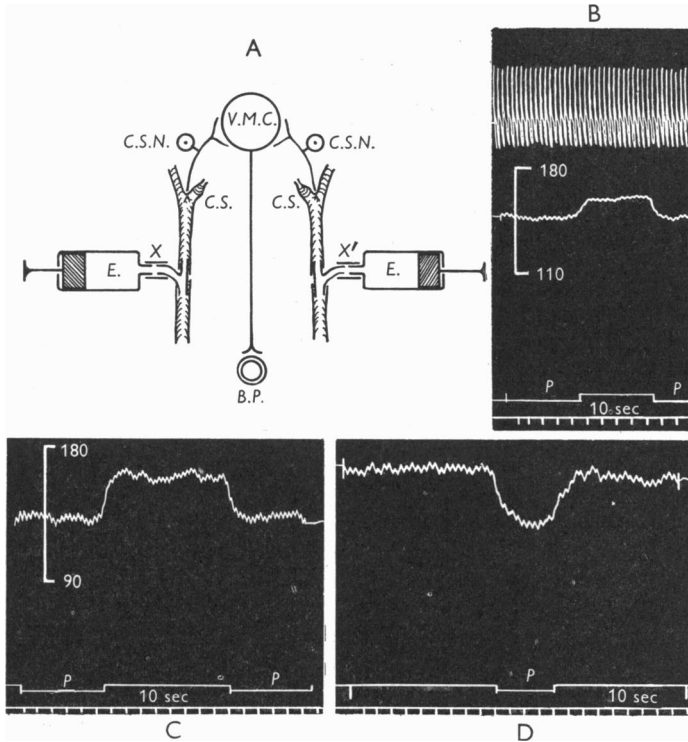 A
V.M.C.
C.S.N.
C.S.N.
C.S.
C.S.
X
X'
E.
E.
B.P.
B
180
110
P
P
10 sec
180
90
P
P
10 sec
C
P
10 sec
D